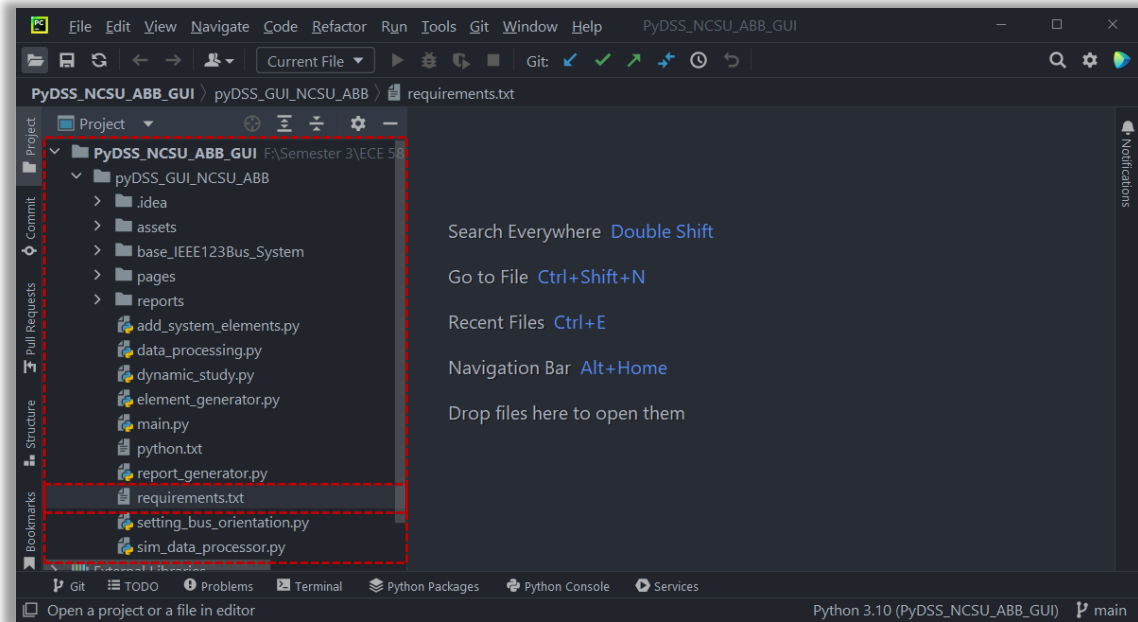 PC
File Edit View Navigate Code Refactor Run Tools Git Window Help PyDSS_NCSU_ABB_GUI
Current File Git:
PyDSS_NCSU_ABB_GUI pyDSS_GUI_NCSU_ABB requirements.txt
Project
PyDSS_NCSU_ABB_GUI F:\Semester 3\ECE 58
pyDSS_GUI_NCSU_ABB
.idea
assets
base_IEEE123Bus_System
pages
reports
add_system_elements.py
data_processing.py
dynamic_study.py
element_generator.py
main.py
python.txt
report_generator.py
requirements.txt
setting_bus_orientation.py
sim_data_processor.py
External Libraries
Project
Commit
Pull Requests
Structure
Bookmarks
Search Everywhere Double Shift
Go to File Ctrl+Shift+N
Recent Files Ctrl+E
Navigation Bar Alt+Home
Drop files here to open them
Notifications
Git TODO Problems Terminal Python Packages Python Console Services
Open a project or a file in editor Python 3.10 (PyDSS_NCSU_ABB_GUI) main